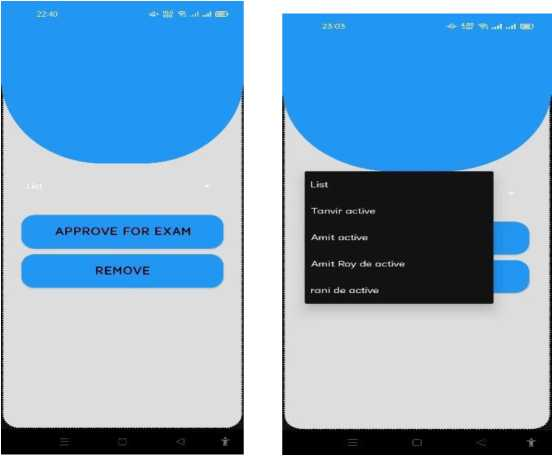 22:40
List
APPROVE FOR EXAM
REMOVE
23:03
List
Tanvir active
Amit active
Amit Roy de active
rani de active